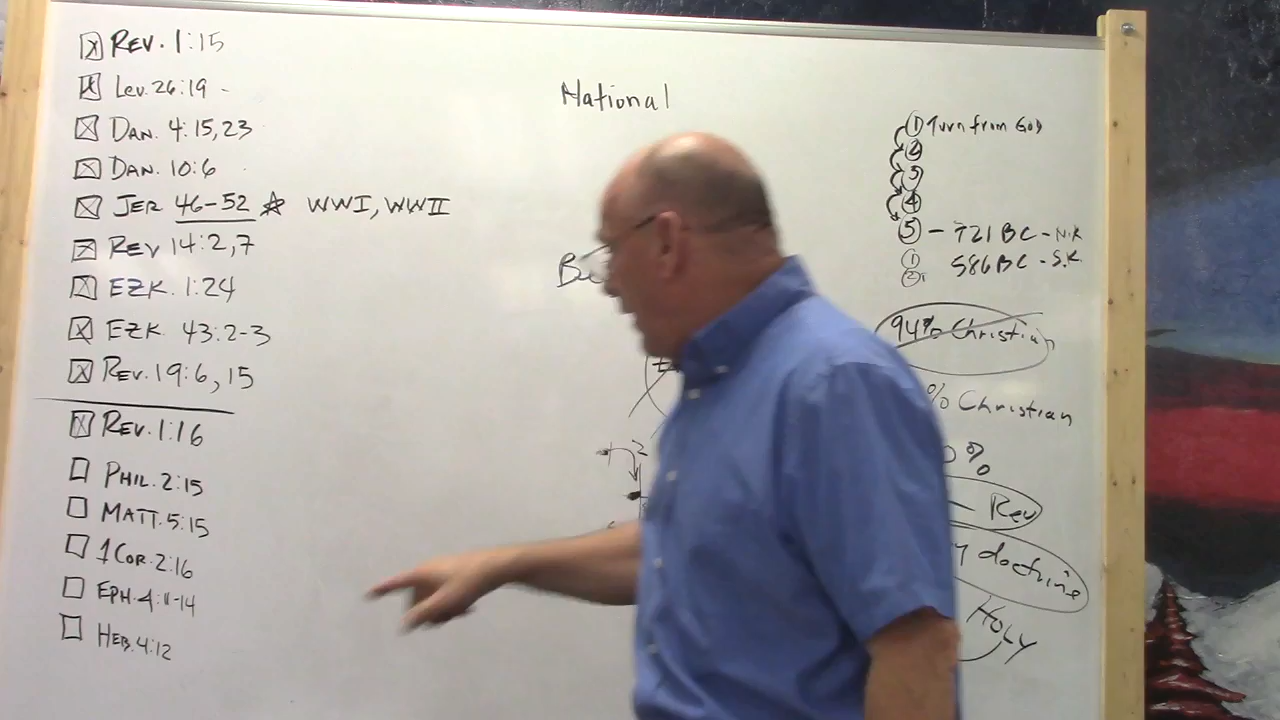 Rev. 1:15
Lev. 26:19 -
Dan. 4:15,23
Dan. 10:6
Jer 46-52 ☆ WWI, WWII
Rev 14:2,7
Ezk. 1:24
Ezk. 43:2-3
Rev. 19:6, 15
Rev. 1:16
Phil. 2:15
Matt. 5:15
1 Cor. 2:16
Eph. 4:11-14
Heb. 4:12
National
① Turn from God
②
③
④
⑤ - 721 BC - N.K
① 586 BC - S.K.
②
94% Christian
% Christian
%
- Rev
doctrine
HOLY
2